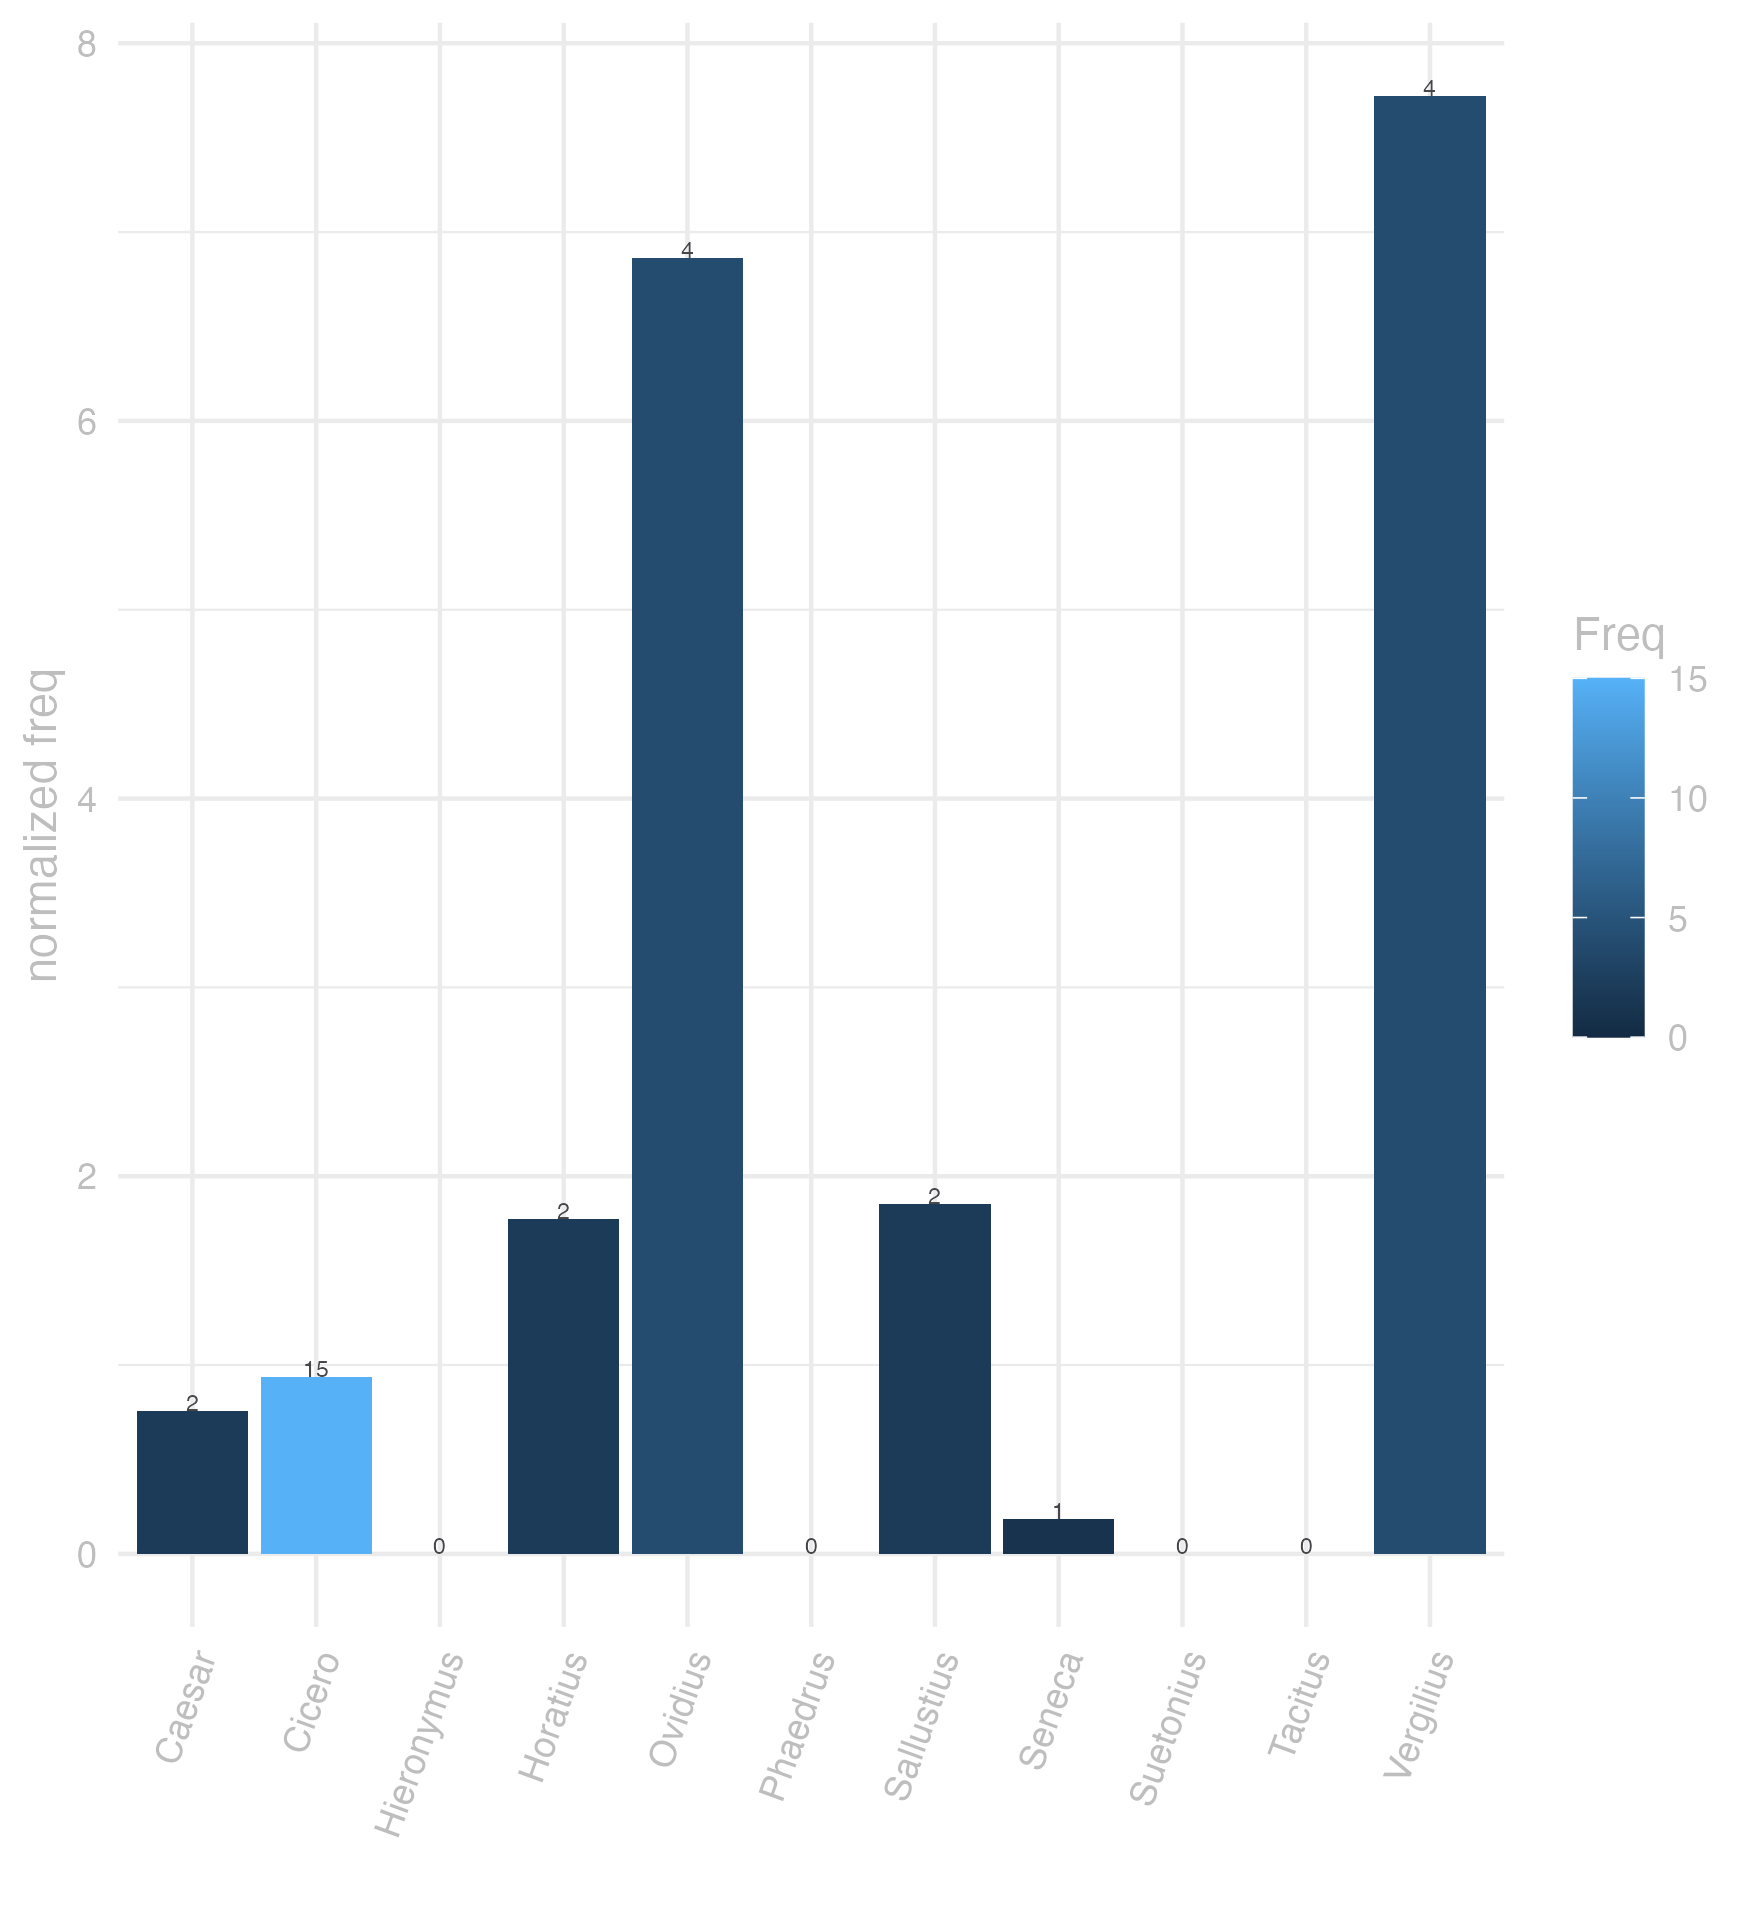 8
6
4
2
0
normalized freq
2
15
0
2
4
0
2
1
0
0
4
Caesar
Cicero
Hieronymus
Horatius
Ovidius
Phaedrus
Sallustius
Seneca
Suetonius
Tacitus
Vergilius
Freq
15
10
5
0